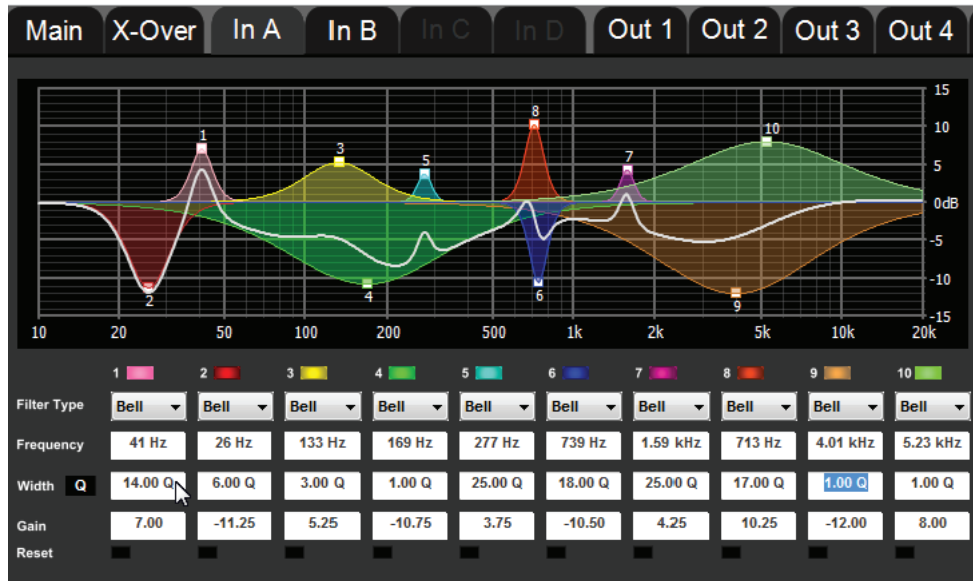 Main X-Over In A In B In C In D Out 1 Out 2 Out 3 Out 4
15
10
5
0dB
-5
-10
-15
1 2 3 4 5 6 7 8 9 10
10 20 50 100 200 500 1k 2k 5k 10k 20k
1 2 3 4 5 6 7 8 9 10
Filter Type Bell Bell Bell Bell Bell Bell Bell Bell Bell Bell
Frequency 41 Hz 26 Hz 133 Hz 169 Hz 277 Hz 739 Hz 1.59 kHz 713 Hz 4.01 kHz 5.23 kHz
Width Q 14.00 Q 6.00 Q 3.00 Q 1.00 Q 25.00 Q 18.00 Q 25.00 Q 17.00 Q 1.00 Q 1.00 Q
Gain 7.00 -11.25 5.25 -10.75 3.75 -10.50 4.25 10.25 -12.00 8.00
Reset